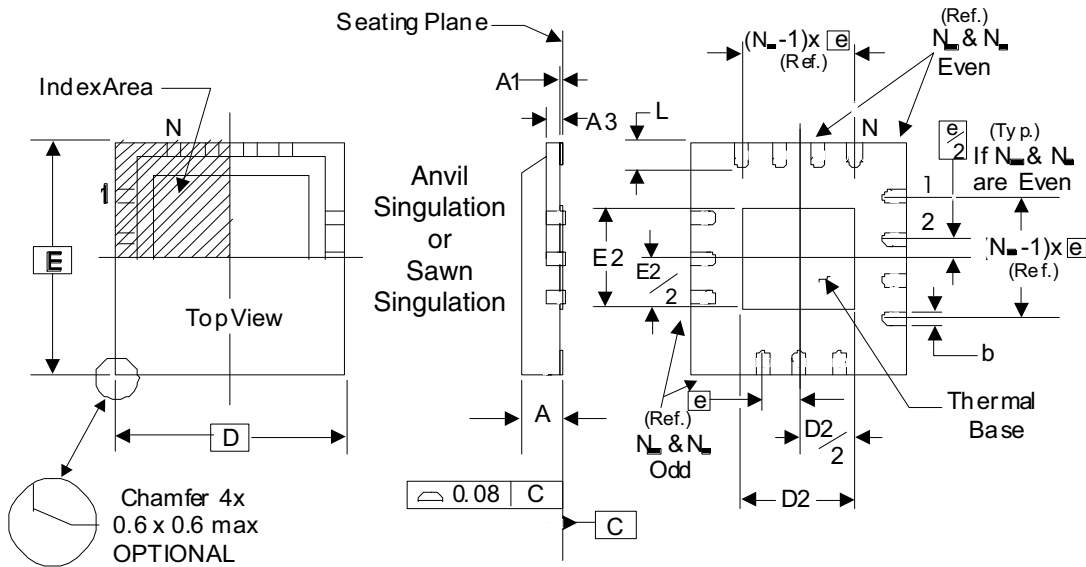 Seating Plane
(Ref.)
N & N
Even
(N -1)x e
(Ref.)
A1
A3
L
IndexArea
N
N
e/2
(Typ.)
If N & N
are Even
1
1
2
Anvil
Singulation
or
Sawn
Singulation
E2
E2/2
(N -1)x e
(Ref.)
E
TopView
b
e
Thermal
Base
A
(Ref.)
N & N
Odd
D2/2
D
D2
0.08 C
C
Chamfer 4x
0.6 x 0.6 max
OPTIONAL